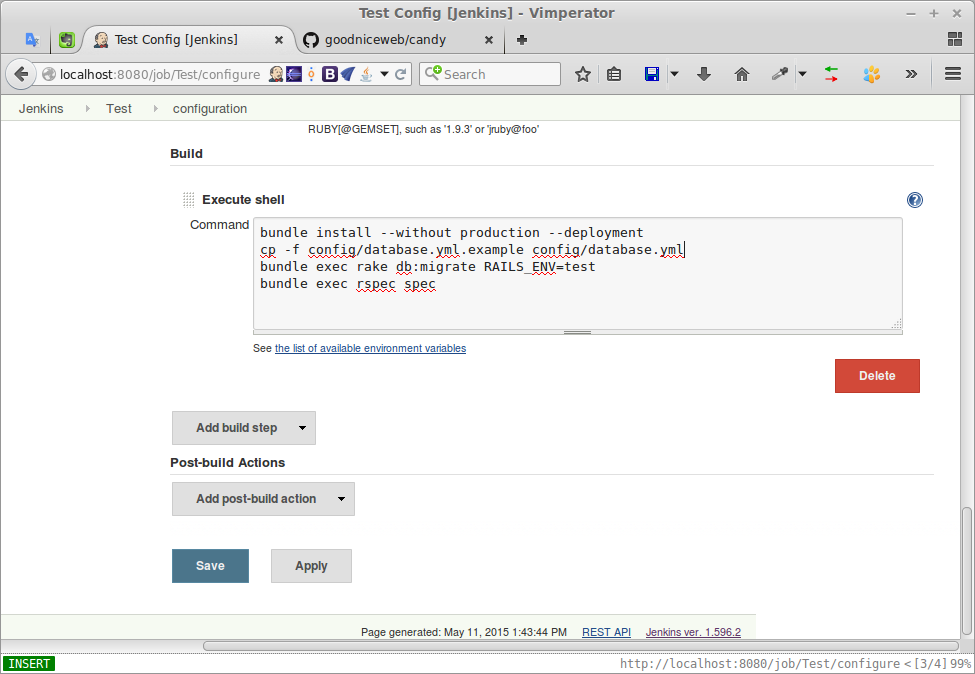 Test Config [Jenkins] - Vimperator
Test Config [Jenkins]
goodniceweb/candy
localhost:8080/job/Test/configure
B
Search
Jenkins
Test
configuration
RUBY[@GEMSET], such as '1.9.3' or 'jruby@foo'
Build
Execute shell
Command
bundle install --without production --deployment
cp -f config/database.yml.example config/database.yml
bundle exec rake db:migrate RAILS_ENV=test
bundle exec rspec spec
See the list of available environment variables
Delete
Add build step
Post-build Actions
Add post-build action
Save
Apply
Page generated: May 11, 2015 1:43:44 PM REST API Jenkins ver. 1.596.2
INSERT
http://localhost:8080/job/Test/configure <[3/4] 99%